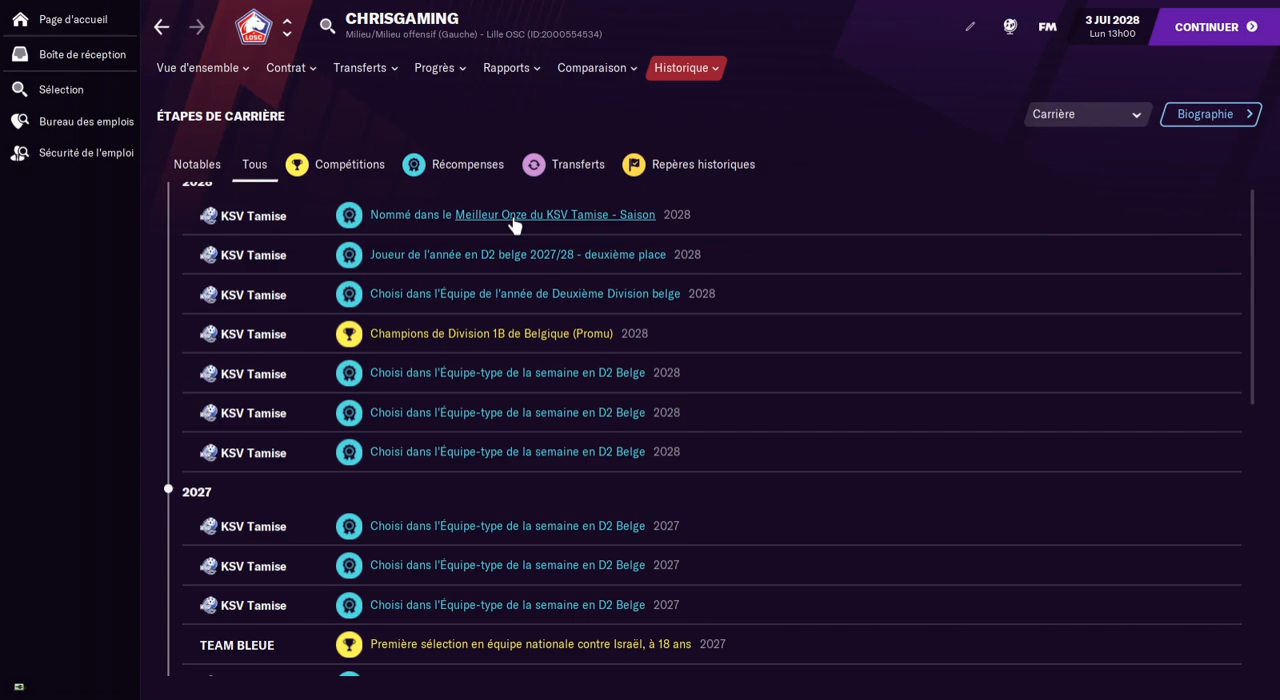 Page d'accueil
Boîte de réception
Sélection
Bureau des emplois
Sécurité de l'emploi
LOSC
CHRISGAMING
Milieu/Milieu offensif (Gauche) - Lille OSC (ID:2000554534)
FM
3 JUI 2028
Lun 13h00
CONTINUER
Vue d'ensemble
Contrat
Transferts
Progrès
Rapports
Comparaison
Historique
ÉTAPES DE CARRIÈRE
Carrière
Biographie
Notables
Tous
Compétitions
Récompenses
Transferts
Repères historiques
2028
KSV Tamise Nommé dans le Meilleur Onze du KSV Tamise - Saison 2028
KSV Tamise Joueur de l'année en D2 belge 2027/28 - deuxième place 2028
KSV Tamise Choisi dans l'Équipe de l'année de Deuxième Division belge 2028
KSV Tamise Champions de Division 1B de Belgique (Promu) 2028
KSV Tamise Choisi dans l'Équipe-type de la semaine en D2 Belge 2028
KSV Tamise Choisi dans l'Équipe-type de la semaine en D2 Belge 2028
KSV Tamise Choisi dans l'Équipe-type de la semaine en D2 Belge 2028
2027
KSV Tamise Choisi dans l'Équipe-type de la semaine en D2 Belge 2027
KSV Tamise Choisi dans l'Équipe-type de la semaine en D2 Belge 2027
KSV Tamise Choisi dans l'Équipe-type de la semaine en D2 Belge 2027
TEAM BLEUE Première sélection en équipe nationale contre Israël, à 18 ans 2027